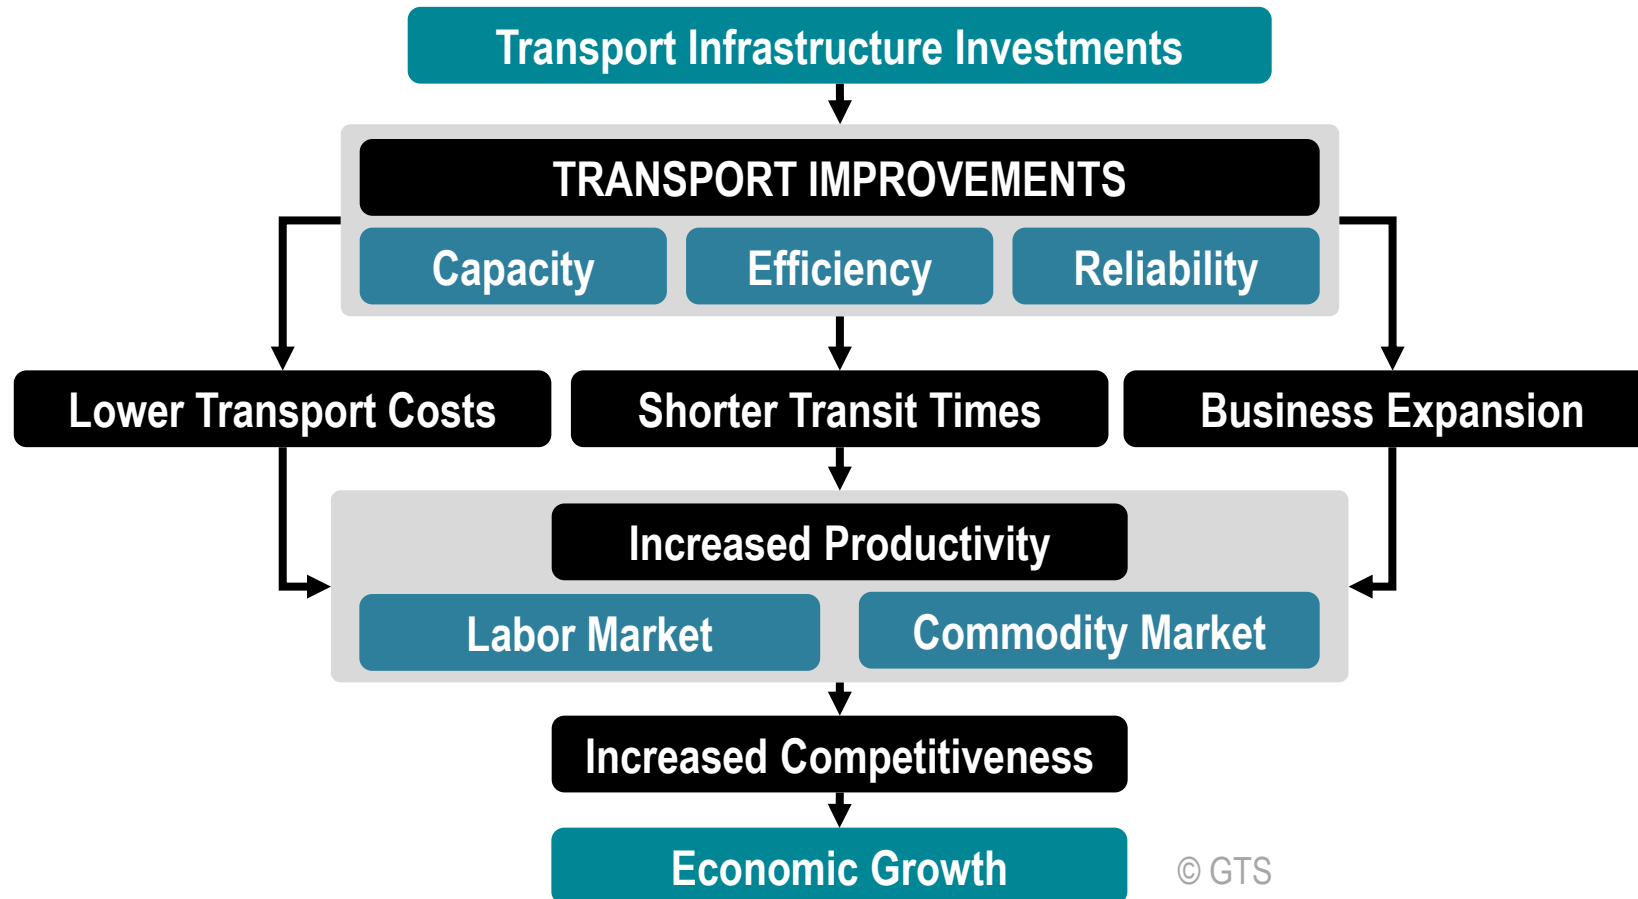 Transport Infrastructure Investments
TRANSPORT IMPROVEMENTS
Capacity
Efficiency
Reliability
Lower Transport Costs
Shorter Transit Times
Business Expansion
Increased Productivity
Labor Market
Commodity Market
Increased Competitiveness
Economic Growth
© GTS